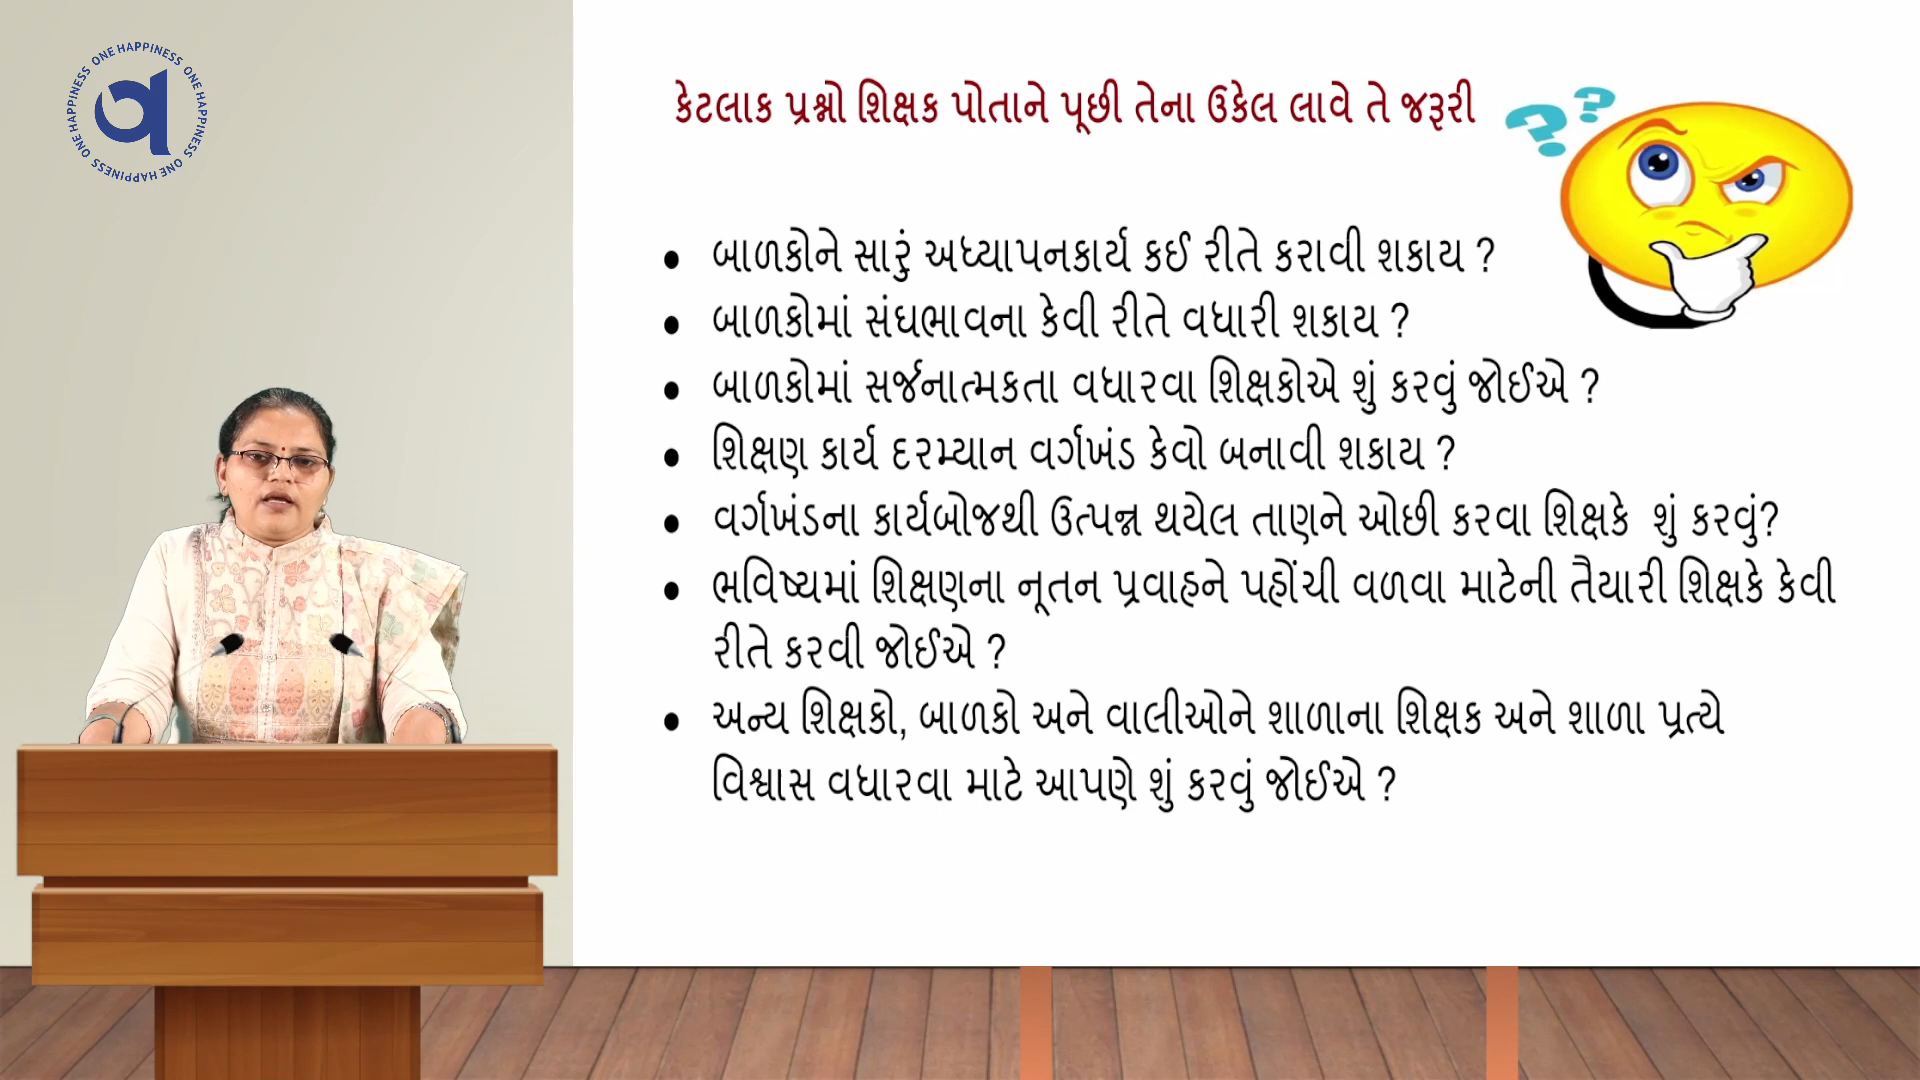 ONE HAPPINESS ONE HAPPINESS ONE HAPPINESS ONE HAPPINESS
કેટલાક પ્રશ્નો શિક્ષક પોતાને પૂછી તેના ઉકેલ લાવે તે જરૂરી
??
• બાળકોને સારું અધ્યાપનકાર્ય કઈ રીતે કરાવી શકાય ?
• બાળકોમાં સંઘભાવના કેવી રીતે વધારી શકાય ?
• બાળકોમાં સર્જનાત્મકતા વધારવા શિક્ષકોએ શું કરવું જોઈએ ?
• શિક્ષણ કાર્ય દરમ્યાન વર્ગખંડ કેવો બનાવી શકાય ?
• વર્ગખંડના કાર્યબોજથી ઉત્પન્ન થયેલ તાણને ઓછી કરવા શિક્ષકે શું કરવું?
• ભવિષ્યમાં શિક્ષણના નૂતન પ્રવાહને પહોંચી વળવા માટેની તૈયારી શિક્ષકે કેવી
રીતે કરવી જોઈએ ?
• અન્ય શિક્ષકો, બાળકો અને વાલીઓને શાળાના શિક્ષક અને શાળા પ્રત્યે
વિશ્વાસ વધારવા માટે આપણે શું કરવું જોઈએ ?